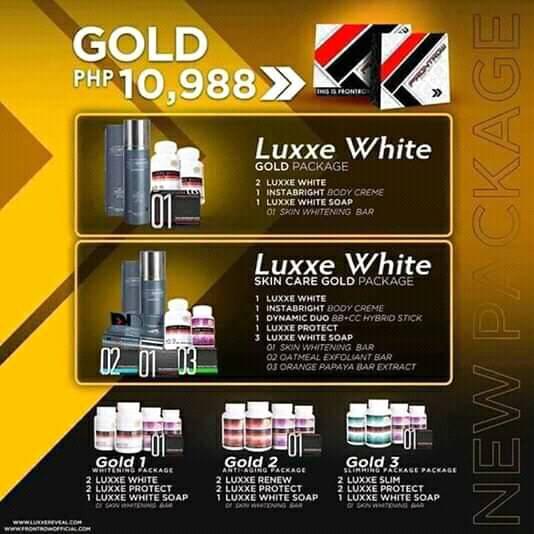 GOLD
PHP 10,988
THIS IS FRONTROW
FRONTROW
NEW PACKAGE
Luxxe White
GOLD PACKAGE
2 LUXXE WHITE
1 INSTABRIGHT BODY CREME
1 LUXXE WHITE SOAP
01 SKIN WHITENING BAR
01
Luxxe White
SKIN CARE GOLD PACKAGE
1 LUXXE WHITE
1 INSTABRIGHT BODY CREME
1 DYNAMIC DUO BB+CC HYBRID STICK
1 LUXXE PROTECT
3 LUXXE WHITE SOAP
01 SKIN WHITENING BAR
02 OATMEAL EXFOLIANT BAR
03 ORANGE PAPAYA BAR EXTRACT
02 01 03
01
Gold 1
WHITENING PACKAGE
2 LUXXE WHITE
2 LUXXE PROTECT
1 LUXXE WHITE SOAP
01 SKIN WHITENING BAR
01
Gold 2
ANTI-AGING PACKAGE
2 LUXXE RENEW
2 LUXXE PROTECT
1 LUXXE WHITE SOAP
01 SKIN WHITENING BAR
01
Gold 3
SLIMMING PACKAGE PACKAGE
2 LUXXE SLIM
2 LUXXE PROTECT
1 LUXXE WHITE SOAP
01 SKIN WHITENING BAR
WWW.LUXXEREVEAL.COM
WWW.FRONTROWOFFICIAL.COM